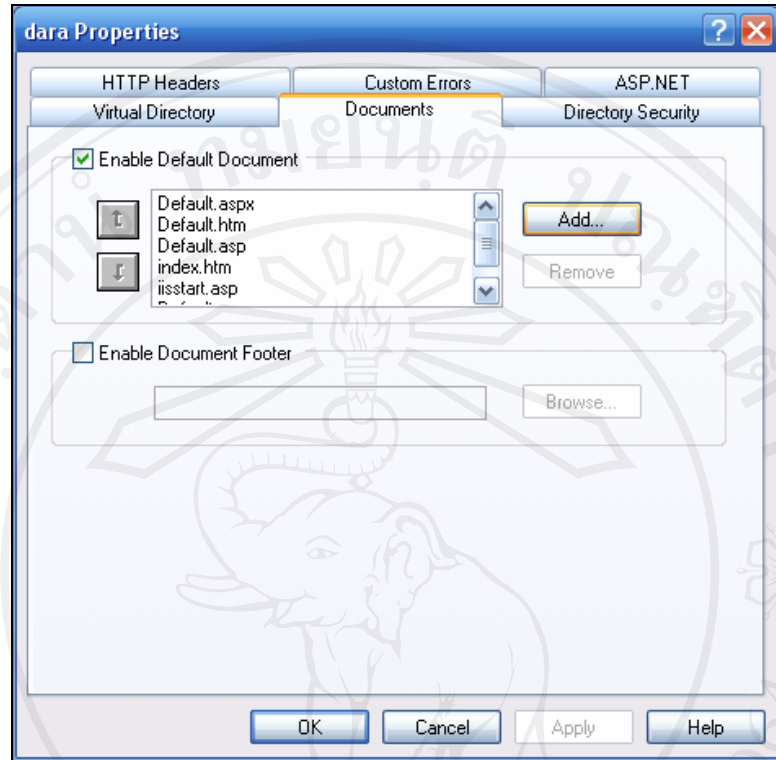 dara Properties
HTTP Headers
Custom Errors
ASP.NET
Virtual Directory
Documents
Directory Security
Enable Default Document
Default.aspx
Default.htm
Default.asp
index.htm
iisstart.asp
Add...
Remove
Enable Document Footer
Browse...
OK
Cancel
Apply
Help